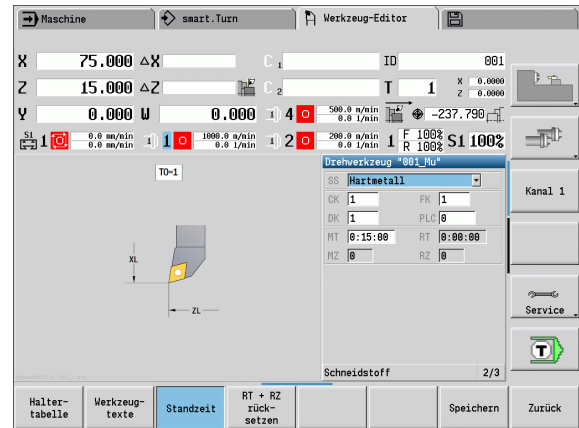 Maschine
smart.Turn
Werkzeug-Editor
X 75.000 ΔX C 1 ID 001
Z 15.000 ΔZ C 2 T 1 X 0.0000
Z 0.0000
Y 0.000 W 0.000 4 500.0 m/min
0.0 1/min -237.790
S1 1 0.0 mm/min
0.0 m/min 1 1000.0 m/min
0.0 1/min 2 200.0 m/min
0.0 1/min 1 F 100%
R 100% S1 100%
Drehwerkzeug "001_Mu"
TO=1
SS Hartmetall
CK 1 FK 1
DK 1 PLC 0
MT 0:15:00 RT 0:00:00
MZ 0 RZ 0
XL
ZL
Schneidstoff 2/3
Kanal 1
Service
T
Halter-
tabelle
Werkzeug-
texte
Standzeit
RT + RZ
rück-
setzen
Speichern
Zurück